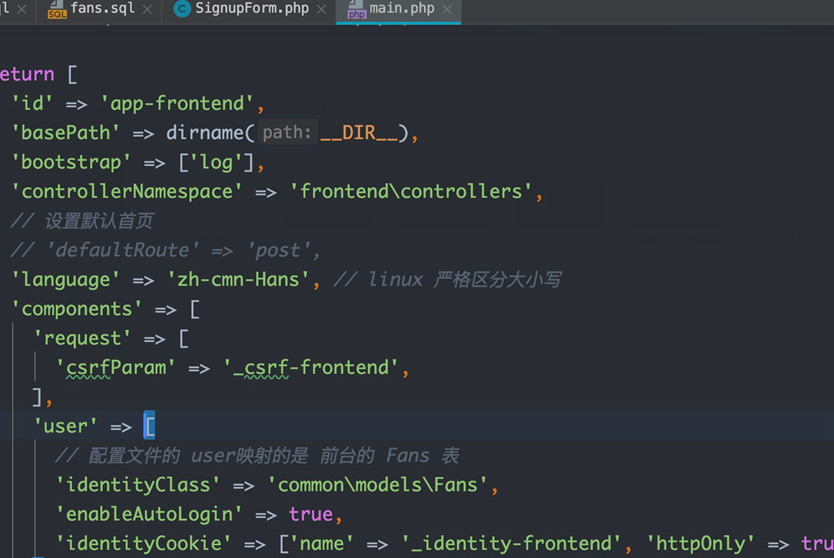 ql × fans.sql × SignupForm.php × main.php ×
eturn [
'id' => 'app-frontend',
'basePath' => dirname( path: __DIR__),
'bootstrap' => ['log'],
'controllerNamespace' => 'frontend\controllers',
// 设置默认首页
// 'defaultRoute' => 'post',
'language' => 'zh-cmn-Hans', // linux 严格区分大小写
'components' => [
'request' => [
'csrfParam' => '_csrf-frontend',
],
'user' => [
// 配置文件的 user映射的是 前台的 Fans 表
'identityClass' => 'common\models\Fans',
'enableAutoLogin' => true,
'identityCookie' => ['name' => '_identity-frontend', 'httpOnly' => tru